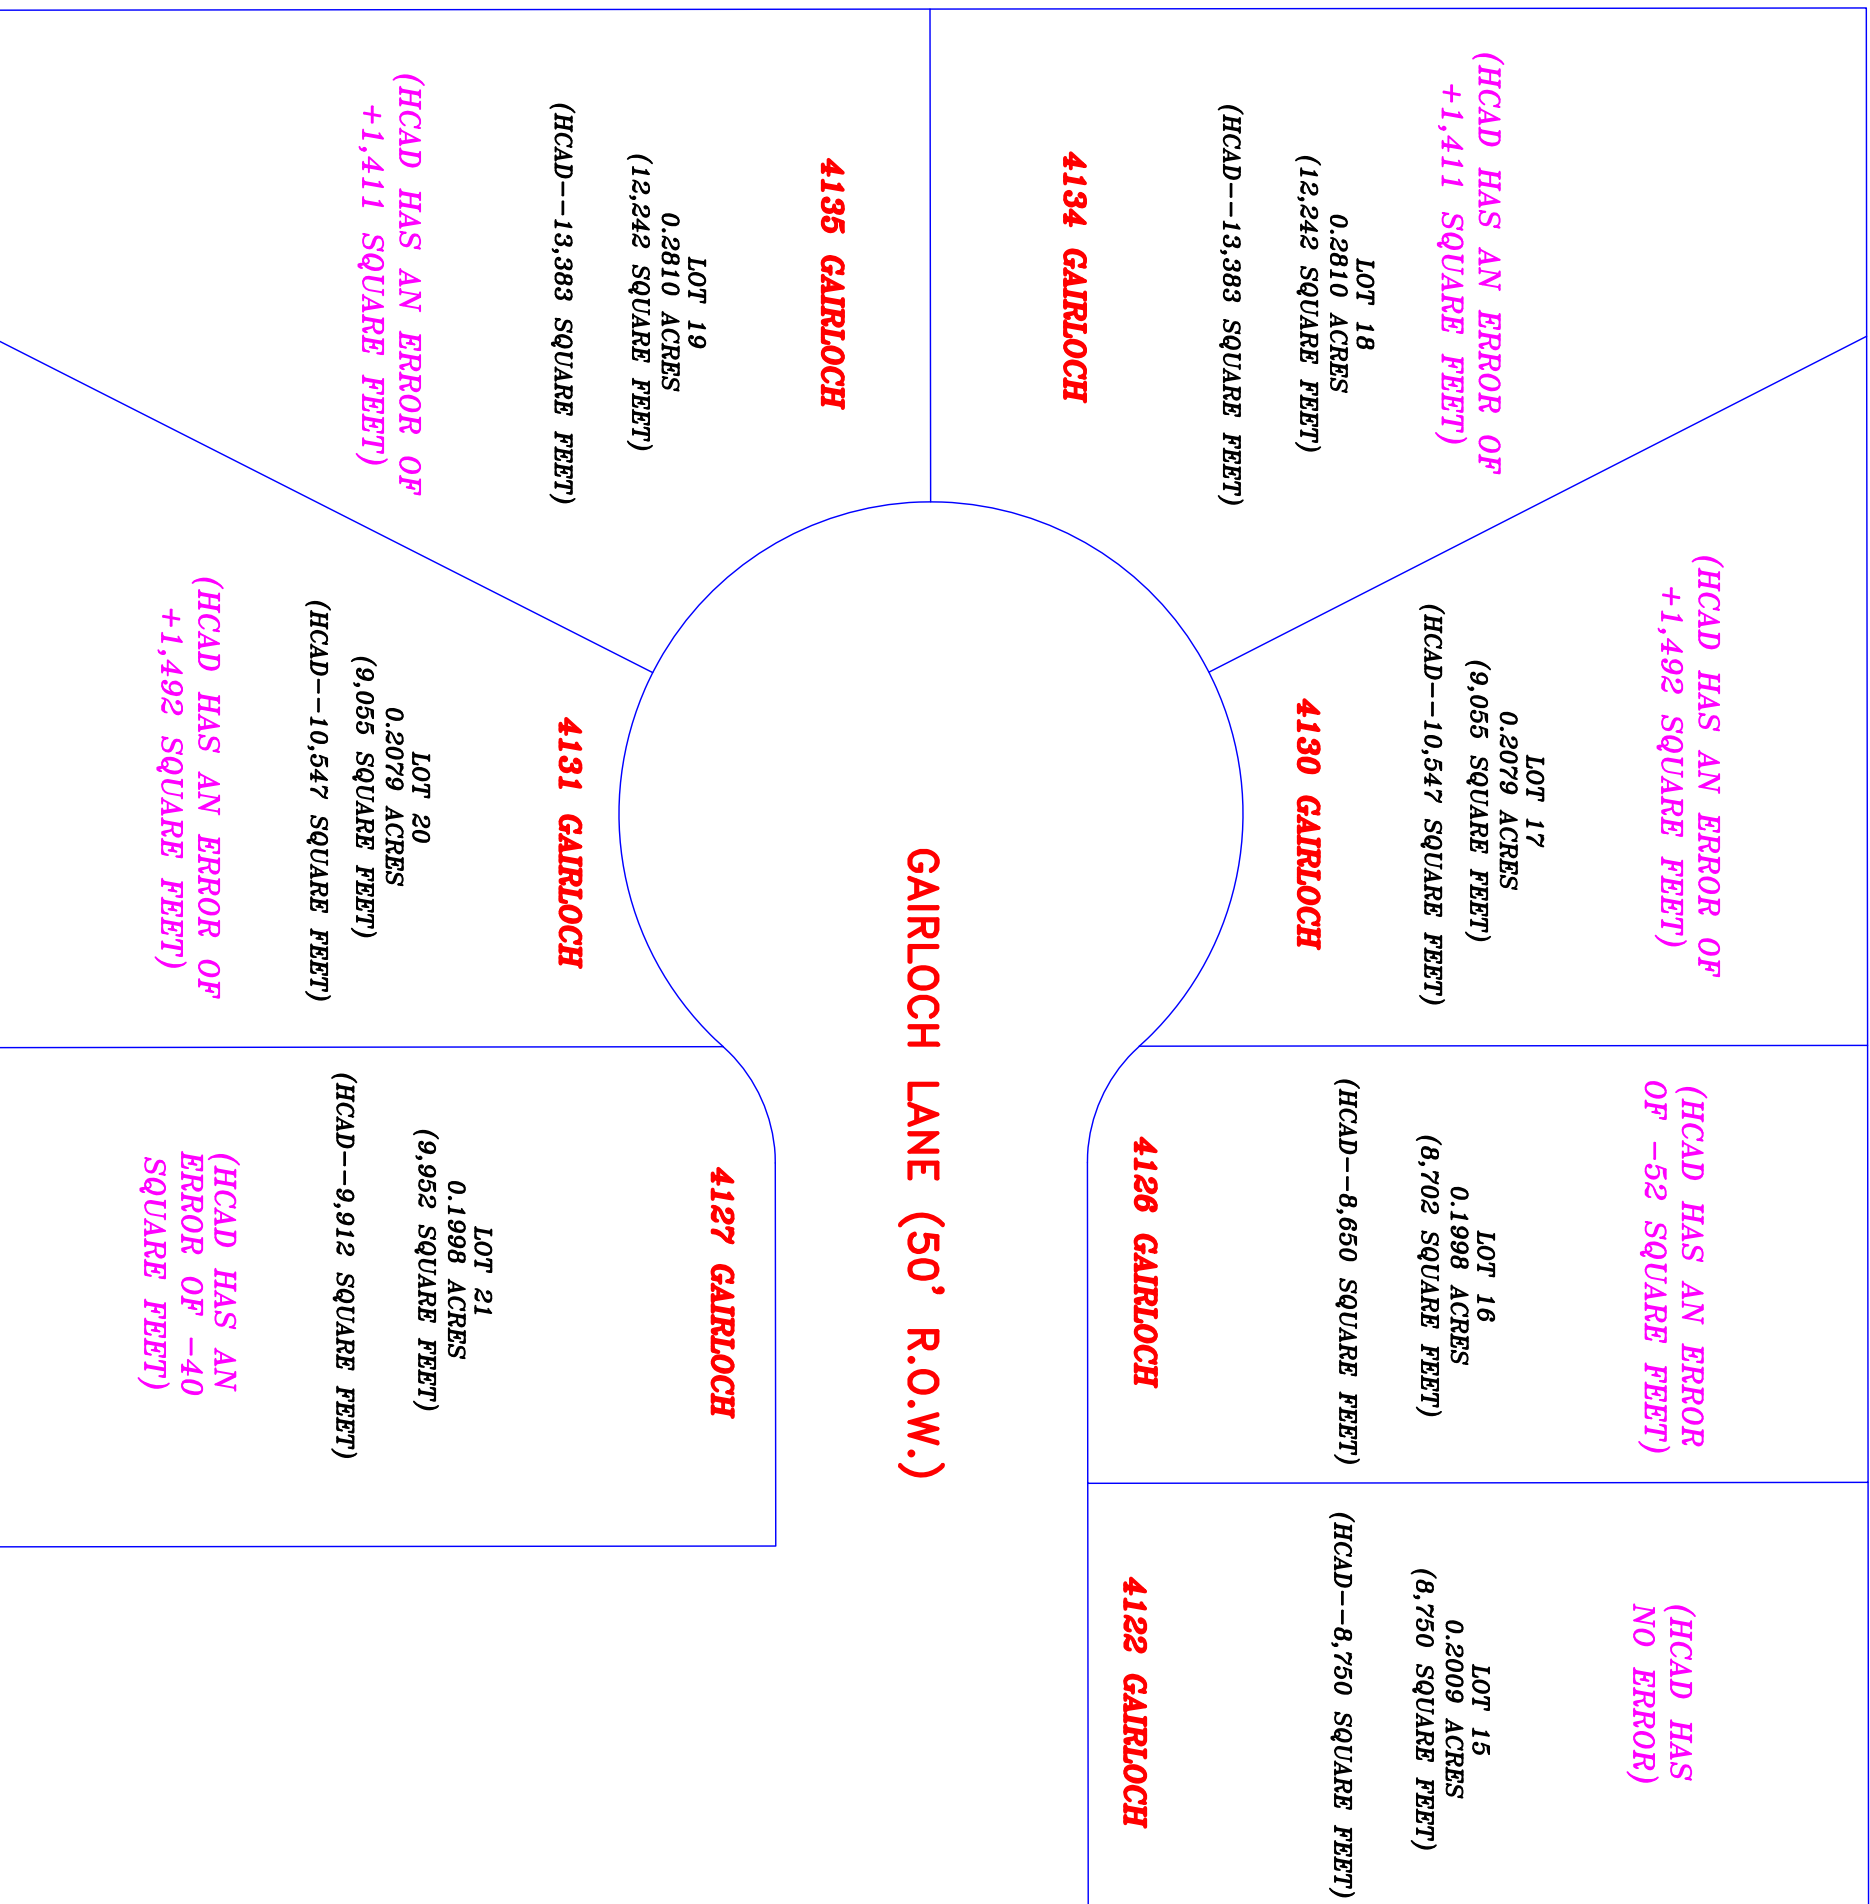 (HCAD HAS AN ERROR OF
+1,411 SQUARE FEET)
LOT 18
0.2810 ACRES
(12,242 SQUARE FEET)
(HCAD--13,383 SQUARE FEET)
4134 GAIRLOCH
4135 GAIRLOCH
LOT 19
0.2810 ACRES
(12,242 SQUARE FEET)
(HCAD--13,383 SQUARE FEET)
(HCAD HAS AN ERROR OF
+1,411 SQUARE FEET)
(HCAD HAS AN ERROR OF
+1,492 SQUARE FEET)
LOT 17
0.2079 ACRES
(9,055 SQUARE FEET)
(HCAD--10,547 SQUARE FEET)
4130 GAIRLOCH
4131 GAIRLOCH
LOT 20
0.2079 ACRES
(9,055 SQUARE FEET)
(HCAD--10,547 SQUARE FEET)
(HCAD HAS AN ERROR OF
+1,492 SQUARE FEET)
GAIRLOCH LANE (50' R.O.W.)
(HCAD HAS AN ERROR
OF -52 SQUARE FEET)
LOT 16
0.1998 ACRES
(8,702 SQUARE FEET)
(HCAD--8,650 SQUARE FEET)
4126 GAIRLOCH
4127 GAIRLOCH
LOT 21
0.1998 ACRES
(9,952 SQUARE FEET)
(HCAD--9,912 SQUARE FEET)
(HCAD HAS AN
ERROR OF -40
SQUARE FEET)
(HCAD HAS
NO ERROR)
LOT 15
0.2009 ACRES
(8,750 SQUARE FEET)
(HCAD--8,750 SQUARE FEET)
4122 GAIRLOCH